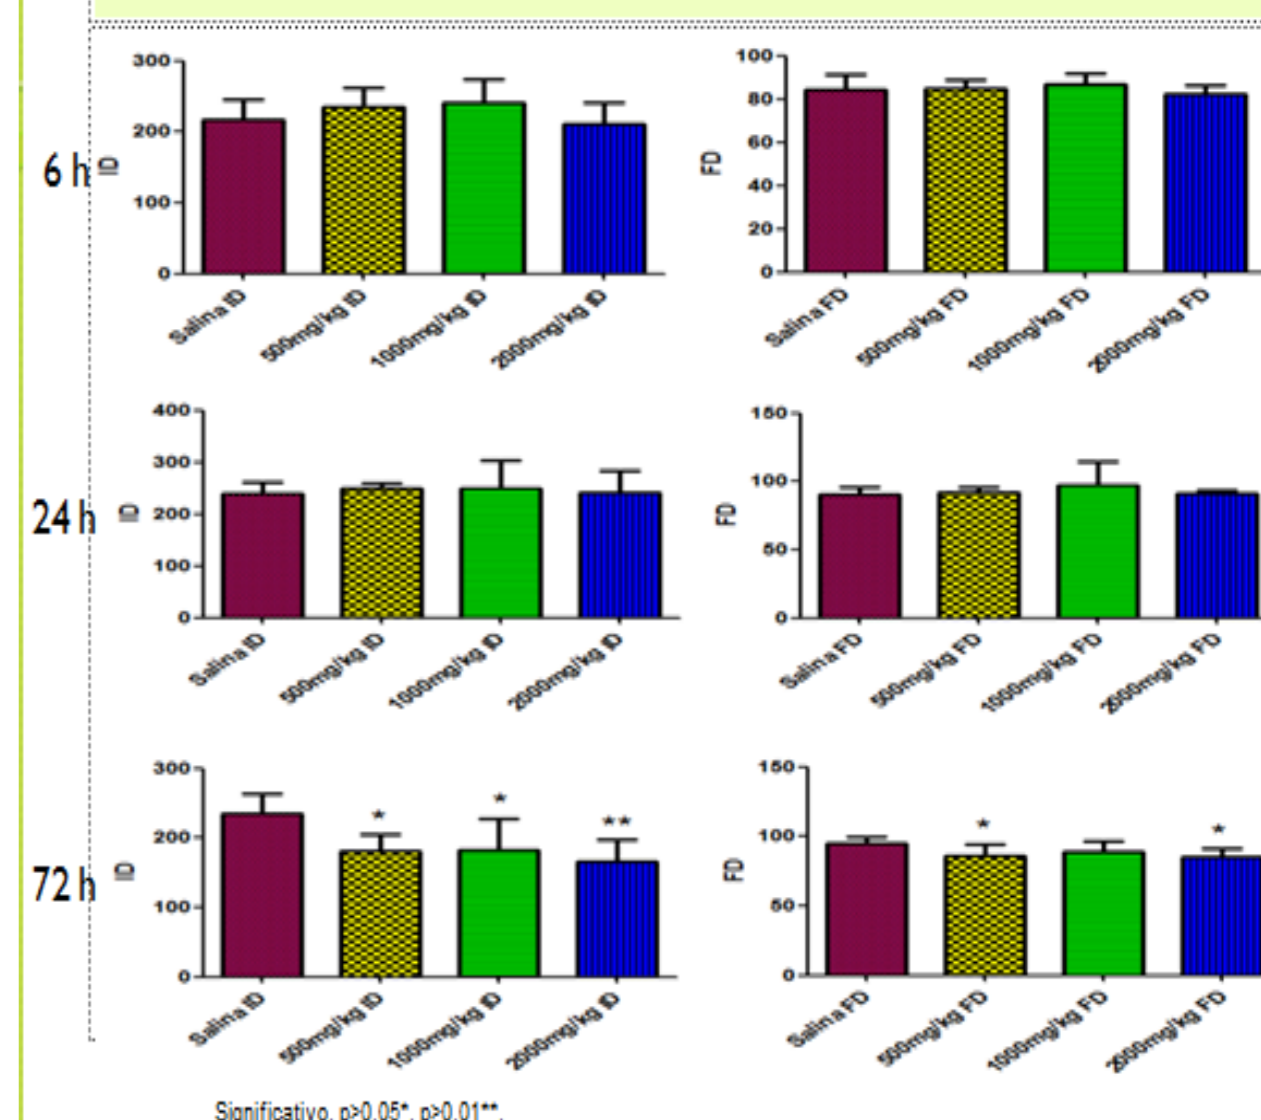 6 h
ID
300
200
100
0
Salina ID
500mg/kg ID
1000mg/kg ID
2000mg/kg ID
FD
100
80
60
40
20
0
Salina FD
500mg/kg FD
1000mg/kg FD
2000mg/kg FD
24 h
ID
400
300
200
100
0
Salina ID
500mg/kg ID
1000mg/kg ID
2000mg/kg ID
FD
150
100
50
0
Salina FD
500mg/kg FD
1000mg/kg FD
2000mg/kg FD
72 h
ID
300
200
100
0
*
*
**
Salina ID
500mg/kg ID
1000mg/kg ID
2000mg/kg ID
FD
150
100
50
0
*
*
Salina FD
500mg/kg FD
1000mg/kg FD
2000mg/kg FD
Significativo, p>0.05*, p>0.01**.